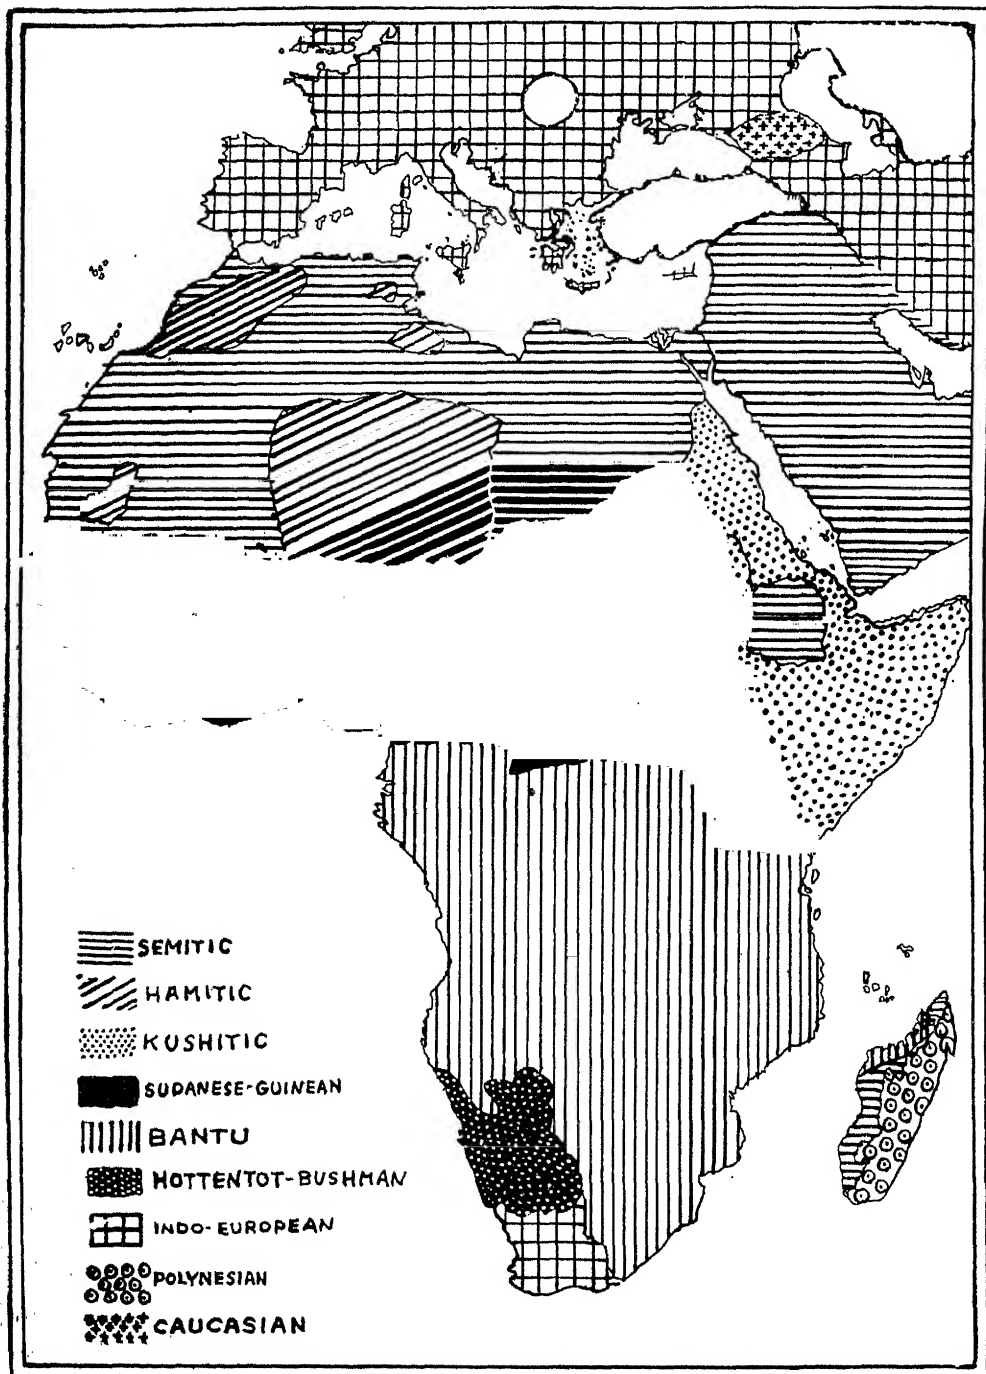 SEMITIC
HAMITIC
KUSHITIC
SUDANESE-GUINEAN
BANTU
HOTTENTOT-BUSHMAN
INDO-EUROPEAN
POLYNESIAN
CAUCASIAN